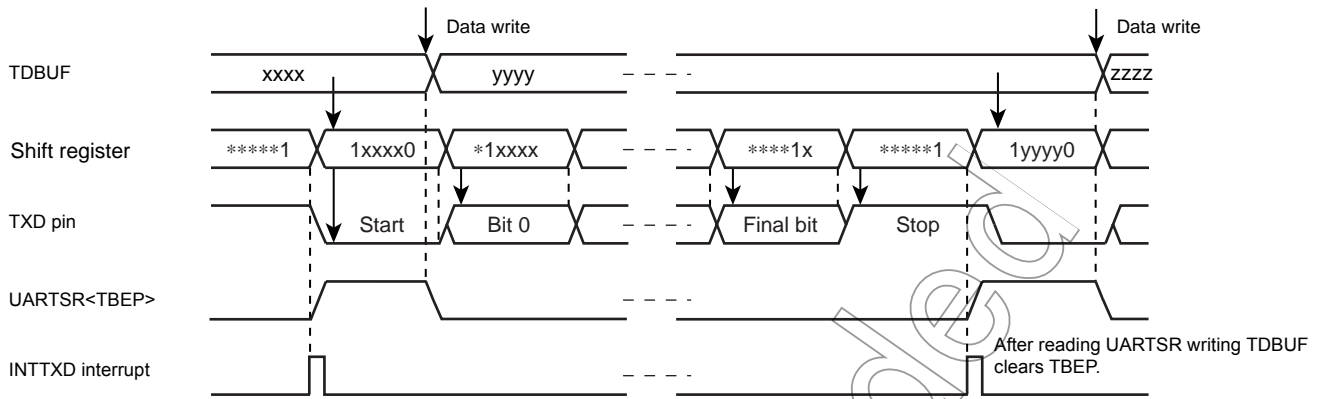 Data write
Data write
TDBUF
xxxx
yyyy
zzzz
Shift register
*****1
1xxxx0
*1xxxx
****1x
*****1
1yyyy0
TXD pin
Start
Bit 0
Final bit
Stop
UARTSR<TBEP>
After reading UARTSR writing TDBUF
clears TBEP.
INTTXD interrupt